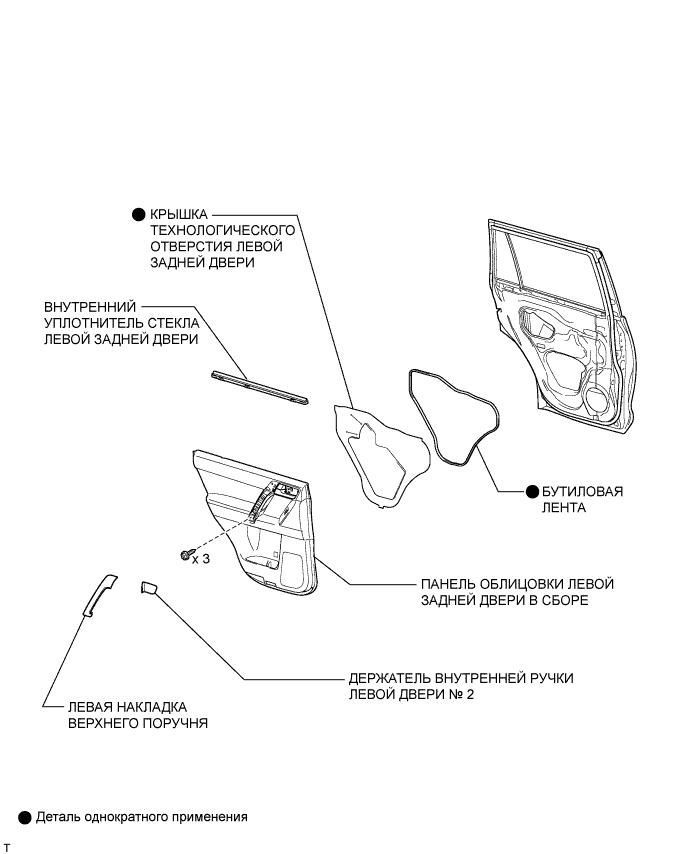 ● КРЫШКА
ТЕХНОЛОГИЧЕСКОГО
ОТВЕРСТИЯ ЛЕВОЙ
ЗАДНЕЙ ДВЕРИ
ВНУТРЕННИЙ
УПЛОТНИТЕЛЬ СТЕКЛА
ЛЕВОЙ ЗАДНЕЙ ДВЕРИ
● БУТИЛОВАЯ
ЛЕНТА
x 3
ПАНЕЛЬ ОБЛИЦОВКИ ЛЕВОЙ
ЗАДНЕЙ ДВЕРИ В СБОРЕ
ДЕРЖАТЕЛЬ ВНУТРЕННЕЙ РУЧКИ
ЛЕВОЙ ДВЕРИ № 2
ЛЕВАЯ НАКЛАДКА
ВЕРХНЕГО ПОРУЧНЯ
● Деталь однократного применения
T